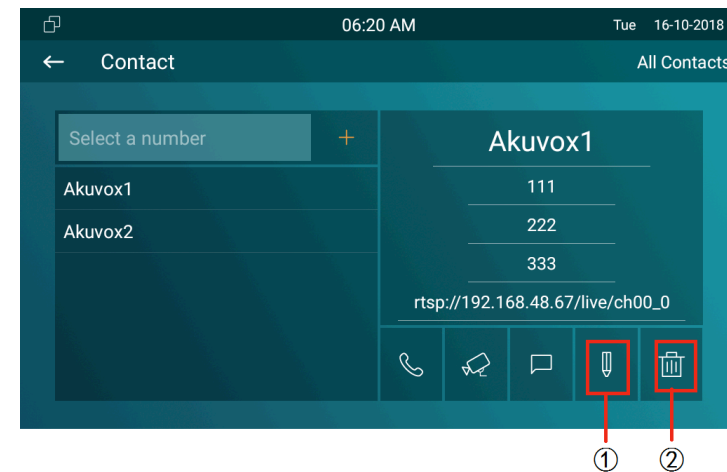 06:20 AM
Tue 16-10-2018
Contact
All Contacts
Select a number
+
Akuvox1
Akuvox2
Akuvox1
111
222
333
rtsp://192.168.48.67/live/ch00_0
① ②